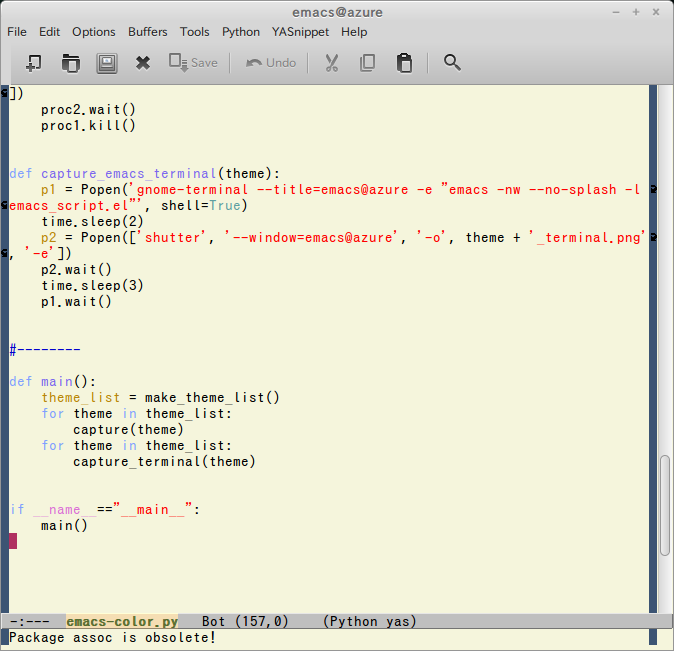 emacs@azure
File Edit Options Buffers Tools Python YASnippet Help
Save Undo
])
    proc2.wait()
    proc1.kill()
def capture_emacs_terminal(theme):
    p1 = Popen('gnome-terminal --title=emacs@azure -e "emacs -nw --no-splash -l
emacs_script.el"', shell=True)
    time.sleep(2)
    p2 = Popen(['shutter', '--window=emacs@azure', '-o', theme + '_terminal.png'
, '-e'])
    p2.wait()
    time.sleep(3)
    p1.wait()
#--------
def main():
    theme_list = make_theme_list()
    for theme in theme_list:
        capture(theme)
    for theme in theme_list:
        capture_terminal(theme)
if __name__=="__main__":
    main()
-:--- emacs-color.py Bot (157,0) (Python yas)
Package assoc is obsolete!